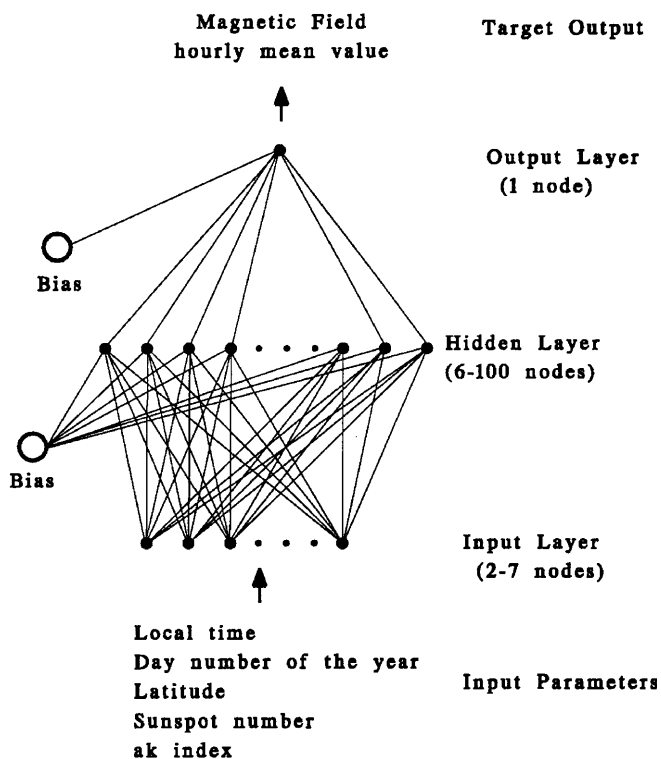 Magnetic Field
hourly mean value
Target Output
Output Layer
(1 node)
Bias
Hidden Layer
(6-100 nodes)
Bias
Input Layer
(2-7 nodes)
Local time
Day number of the year
Latitude
Sunspot number
ak index
Input Parameters